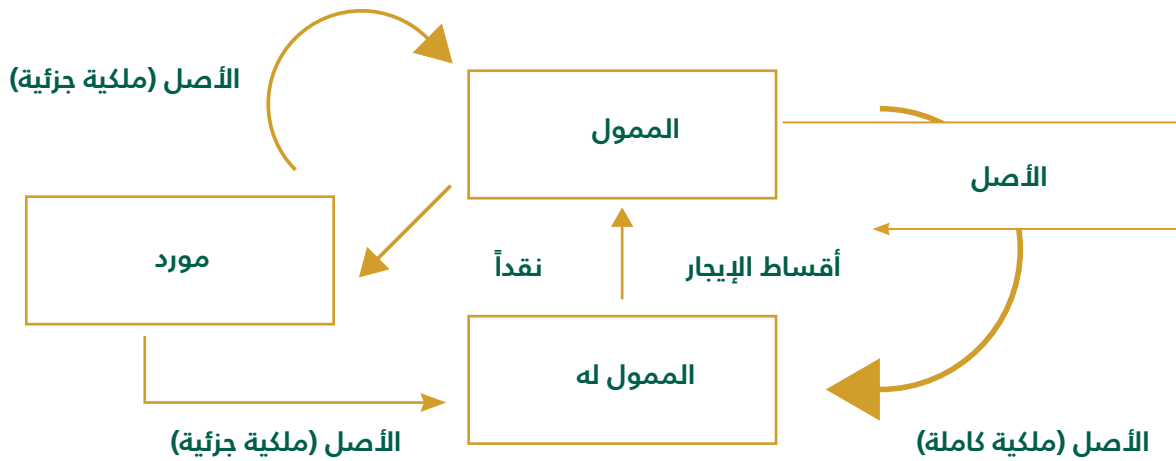 الأصل (ملكية جزئية)
الممول
الأصل
مورد
نقداً
أقساط الإيجار
الممول له
الأصل (ملكية جزئية)
الأصل (ملكية كاملة)